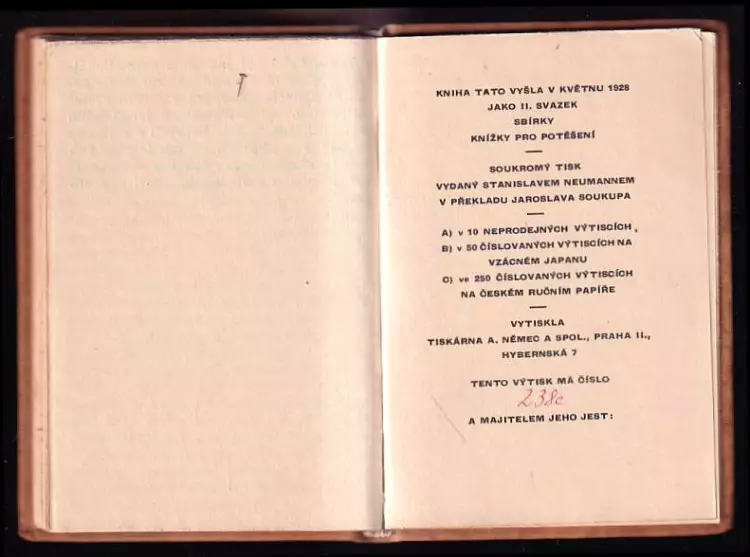 KNIHA TATO VYŠLA V KVĚTNU 1928
JAKO II. SVAZEK
SBÍRKY
KNÍŽKY PRO POTĚŠENÍ
SOUKROMÝ TISK
VYDANÝ STANISLAVEM NEUMANNEM
V PŘEKLADU JAROSLAVA SOUKUPA
A) v 10 NEPRODEJNÝCH VÝTISCÍCH,
B) v 50 ČÍSLOVANÝCH VÝTISCÍCH NA
VZÁCNÉM JAPANU
C) ve 250 ČÍSLOVANÝCH VÝTISCÍCH
NA ČESKÉM RUČNÍM PAPÍŘE
VYTISKLA
TISKÁRNA A. NĚMEC A SPOL., PRAHA II.,
HYBERNSKÁ 7
TENTO VÝTISK MÁ ČÍSLO
238c
A MAJITELEM JEHO JEST: